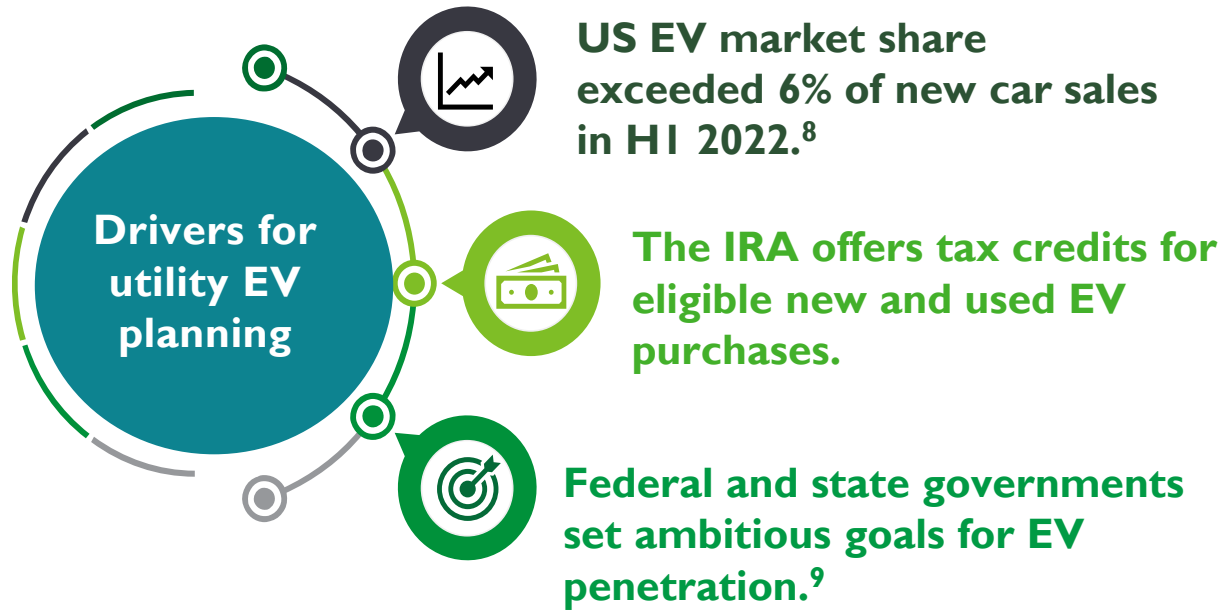 Drivers for
utility EV
planning
US EV market share
exceeded 6% of new car sales
in H1 2022.⁸
The IRA offers tax credits for
eligible new and used EV
purchases.
Federal and state governments
set ambitious goals for EV
penetration.⁹